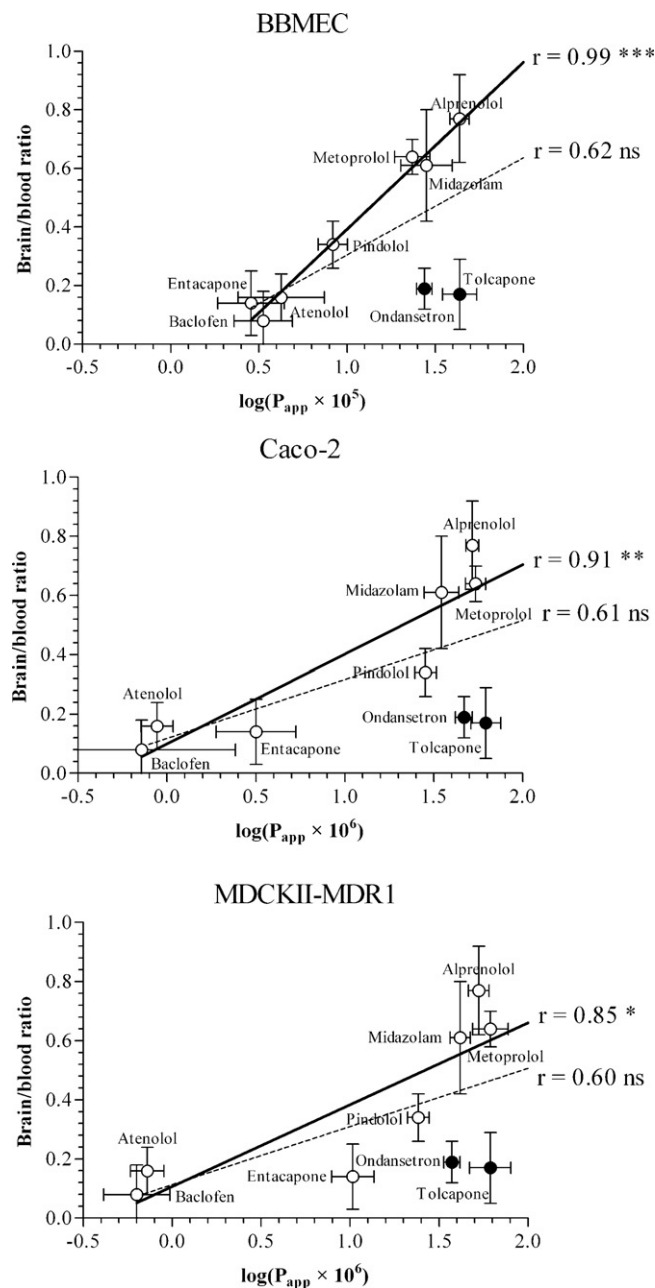 BBMEC
Brain/blood ratio
1.0
0.8
0.6
0.4
0.2
0.0
-0.5 0.0 0.5 1.0 1.5 2.0
log(Papp × 10⁵)
r = 0.99 ***
r = 0.62 ns
Alprenolol
Metoprolol
Midazolam
Pindolol
Entacapone
Tolcapone
Atenolol
Ondansetron
Baclofen
Caco-2
Brain/blood ratio
1.0
0.8
0.6
0.4
0.2
0.0
-0.5 0.0 0.5 1.0 1.5 2.0
log(Papp × 10⁶)
r = 0.91 **
r = 0.61 ns
Alprenolol
Midazolam
Metoprolol
Pindolol
Atenolol
Ondansetron
Entacapone
Tolcapone
Baclofen
MDCKII-MDR1
Brain/blood ratio
1.0
0.8
0.6
0.4
0.2
0.0
-0.5 0.0 0.5 1.0 1.5 2.0
log(Papp × 10⁶)
r = 0.85 *
r = 0.60 ns
Alprenolol
Midazolam
Metoprolol
Pindolol
Atenolol
Ondansetron
Entacapone
Tolcapone
Baclofen